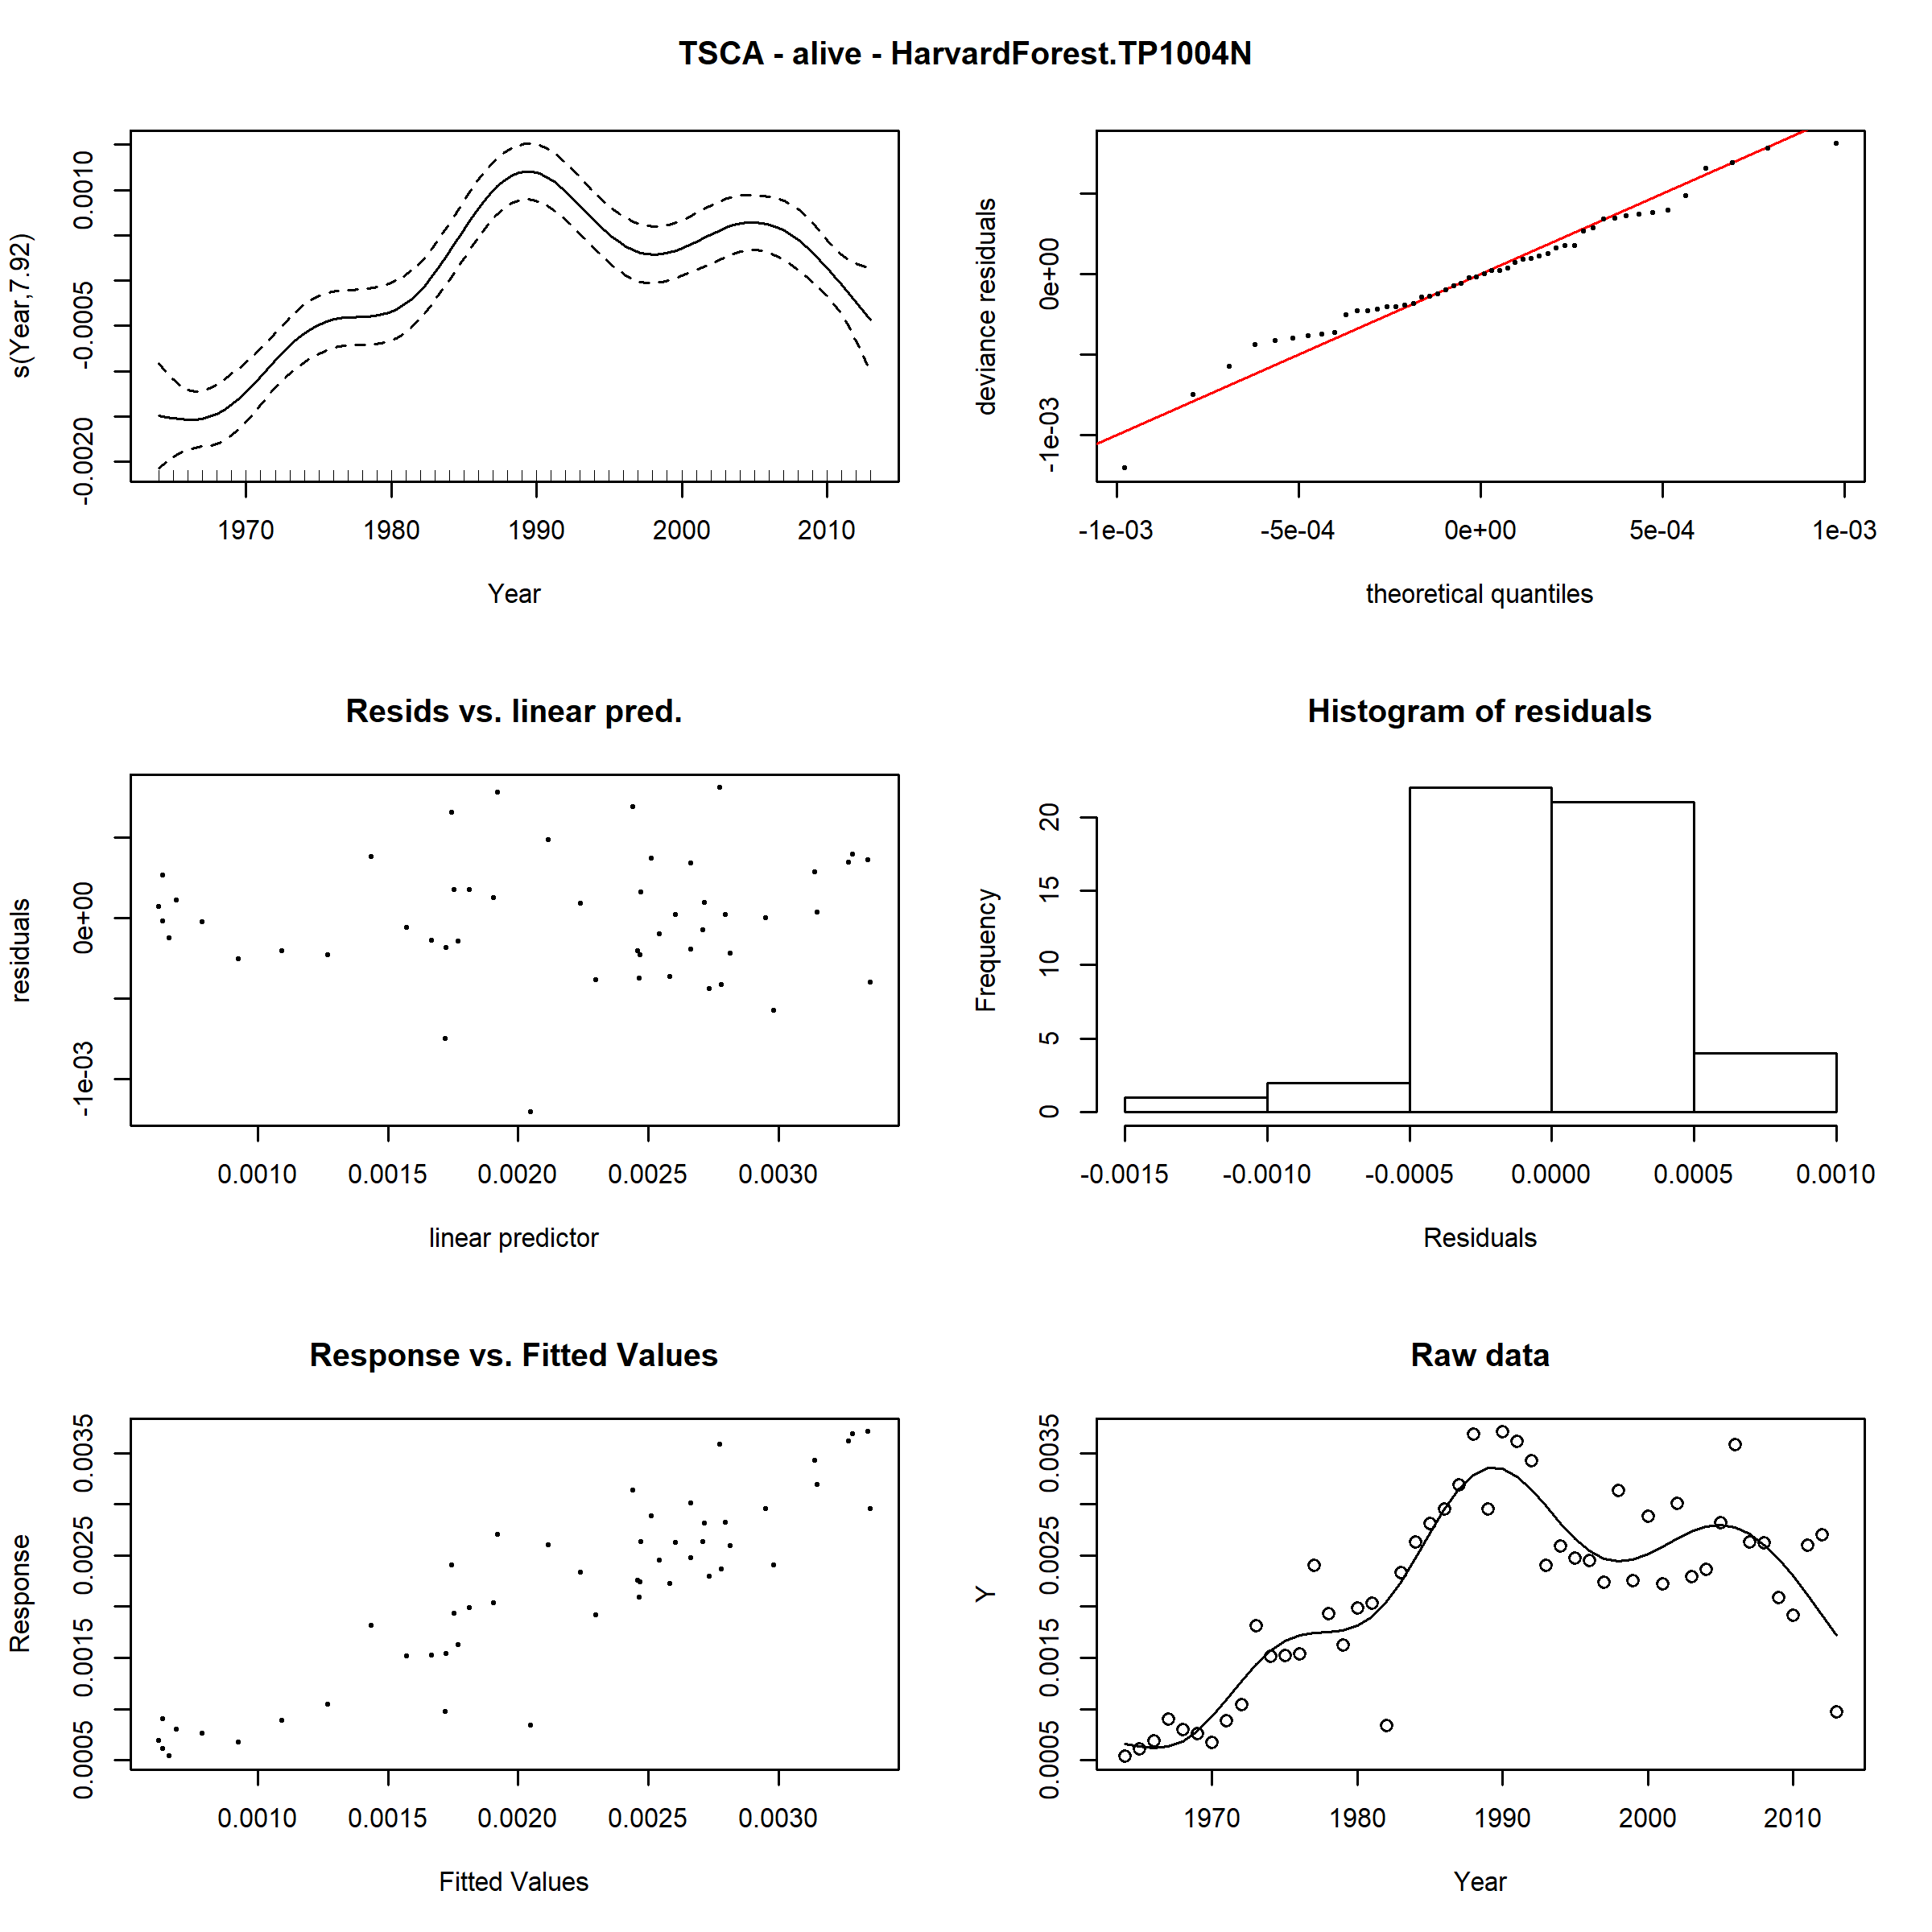 TSCA - alive - HarvardForest.TP1004N
s(Year,7.92)
0.0010
-0.0005
-0.0020
1970 1980 1990 2000 2010
Year
deviance residuals
0e+00
-1e-03
-1e-03 -5e-04 0e+00 5e-04 1e-03
theoretical quantiles
Resids vs. linear pred.
residuals
0e+00
-1e-03
0.0010 0.0015 0.0020 0.0025 0.0030
linear predictor
Histogram of residuals
Frequency
20
15
10
5
0
-0.0015 -0.0010 -0.0005 0.0000 0.0005 0.0010
Residuals
Response vs. Fitted Values
Response
0.0035
0.0025
0.0015
0.0005
0.0010 0.0015 0.0020 0.0025 0.0030
Fitted Values
Raw data
Y
0.0035
0.0025
0.0015
0.0005
1970 1980 1990 2000 2010
Year